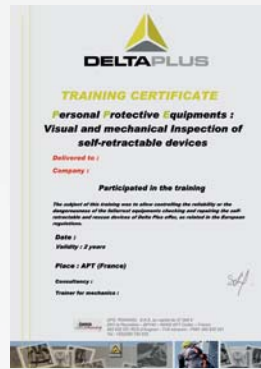 DELTAPLUS
TRAINING CERTIFICATE
Personal Protective Equipments :
Visual and mechanical Inspection of
self-retractable devices
Delivered to :
Company :
Participated in the training
The subject of this training was to allow controlling the reliability or the
dangerousness of the fallarrest equipments checking and repairing the self-
retractable and rescue devices of Delta Plus offer, as related in the European
regulations.
Date :
Validity : 2 years
Place : APT (France)
Consultancy :
Trainer for mechanics :